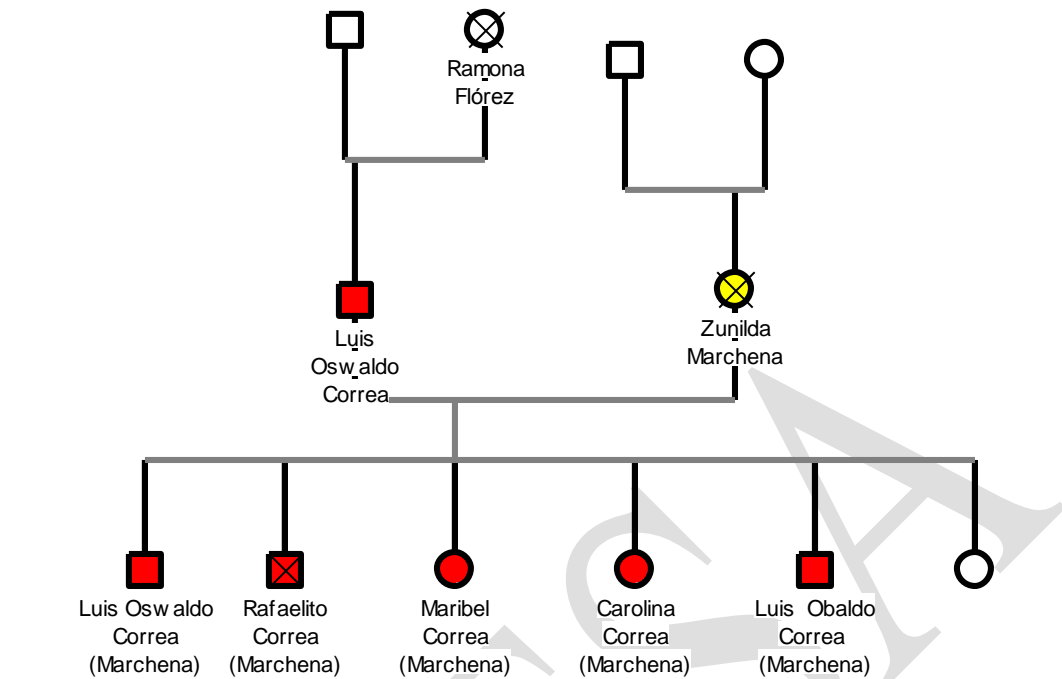 Ramona
Flórez
Zunilda
Marchena
Luis
Oswaldo
Correa
Luis Oswaldo
Correa
(Marchena)
Rafaelito
Correa
(Marchena)
Maribel
Correa
(Marchena)
Carolina
Correa
(Marchena)
Luis Obaldo
Correa
(Marchena)